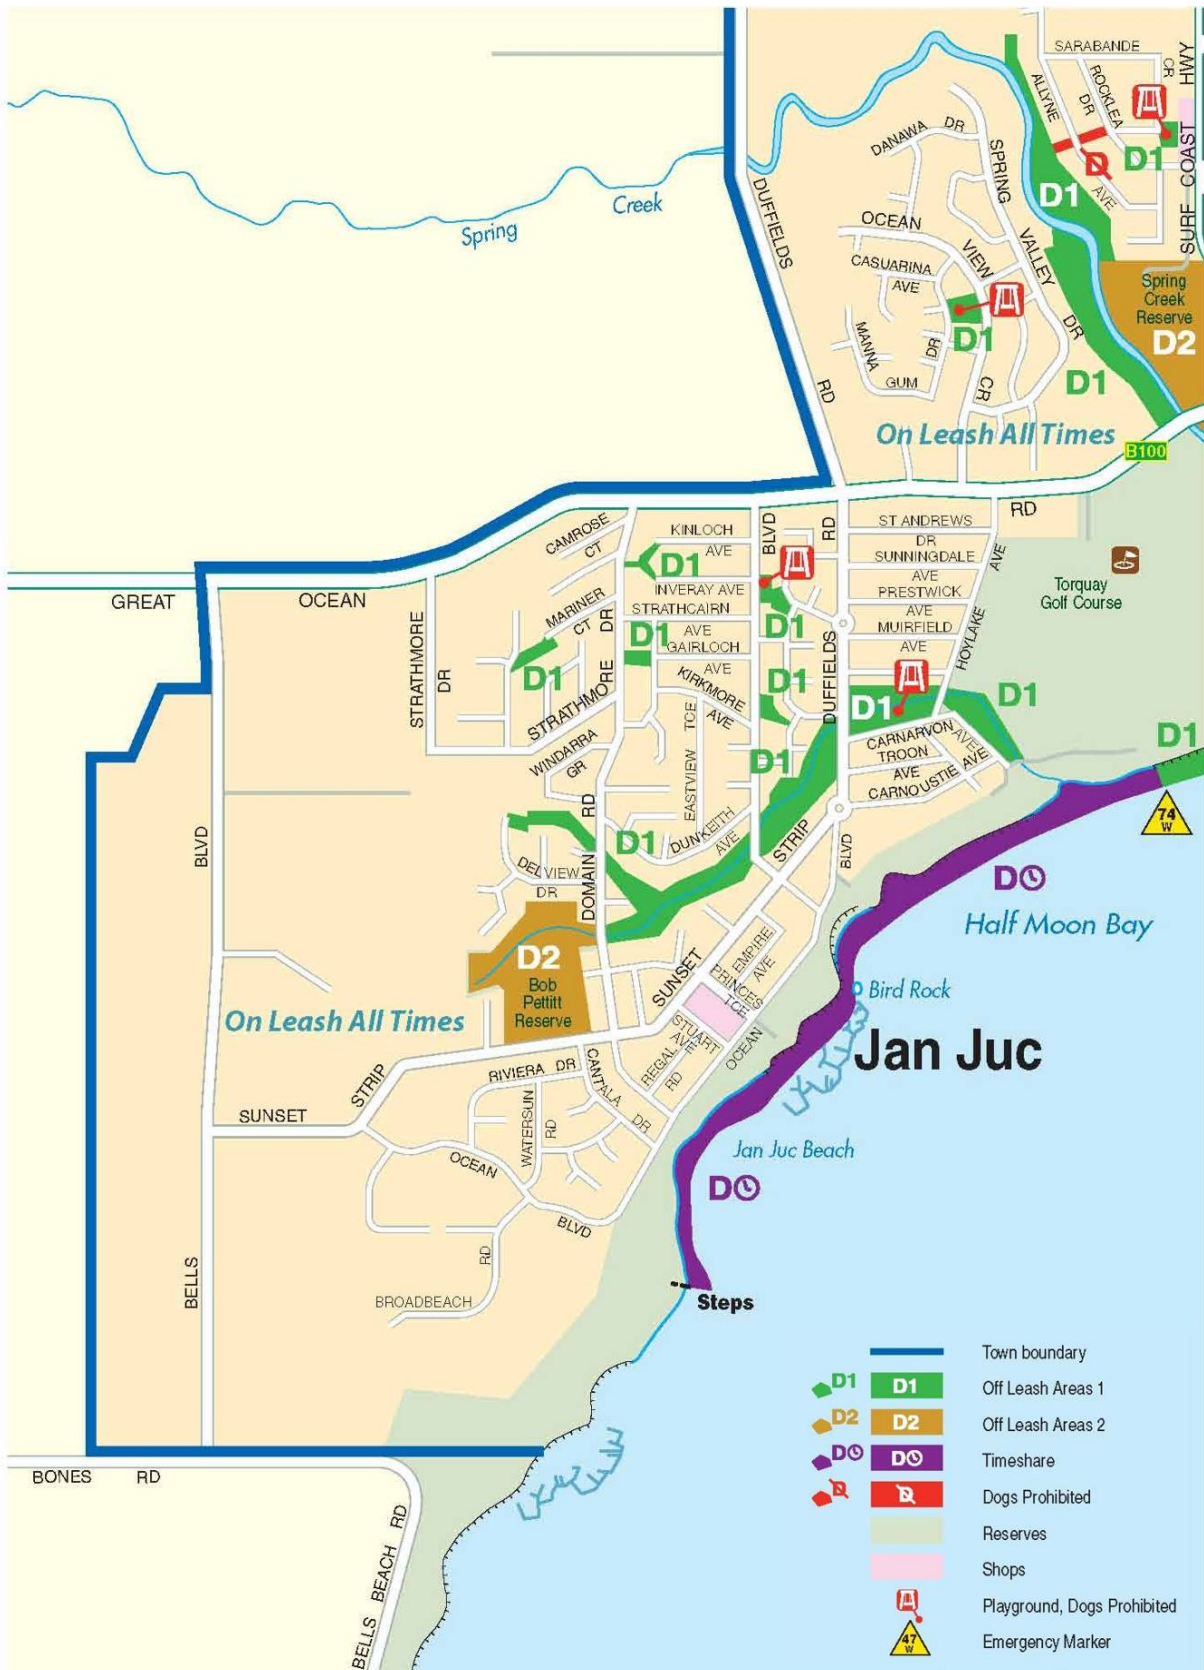 SARABANDE
CR
HWY
ALLYNE
ROCKLEA
DR
SURF COAST
D
D1
AVE
D1
DANAWA DR
SPRING
Spring
Creek
DUFFIELDS
OCEAN
VIEW
VALLEY
CASUARINA
AVE
Spring
Creek
Reserve
D2
DR
D1
MANNA
DR
GUM
CR
D1
RD
On Leash All Times
B100
GREAT
OCEAN
RD
CAMROSE
CT
KINLOCH
AVE
BLVD
RD
ST ANDREWS
DR
SUNNINGDALE
AVE
AVE
D1
INVERAY AVE
PRESTWICK
Torquay
Golf Course
MARINER
CT
DR
STRATHCAIRN
AVE
D1
D1
AVE
MUIRFIELD
AVE
HOYLAKE
GAIRLOCH
AVE
DUFFIELDS
STRATHMORE
DR
D1
STRATHMORE
KIRKMORE
AVE
D1
D1
D1
CARNARVON
AVE
TROON
AVE
CARNOUSTIE AVE
D1
WINDARRA
GR
EASTVIEW TCE
D1
DOMAIN
RD
74
W
BLVD
D1
DUNKEITH
AVE
STRIP
BLVD
DELVIEW
DR
D
Half Moon Bay
D2
Bob
Pettitt
Reserve
SUNSET
EMPIRE
AVE
PRINCES
TCE
Bird Rock
On Leash All Times
STUART
AVE
REGAL
RD
OCEAN
Jan Juc
STRIP
RIVIERA DR
CANTALA
DR
SUNSET
WATERSUN
RD
Jan Juc Beach
OCEAN
D
BLVD
BELLS
RD
BROADBEACH
Steps
Town boundary
D1 D1 Off Leash Areas 1
D2 D2 Off Leash Areas 2
D D Timeshare
D D Dogs Prohibited
Reserves
Shops
Playground, Dogs Prohibited
47
W
Emergency Marker
BONES RD
BELLS BEACH RD